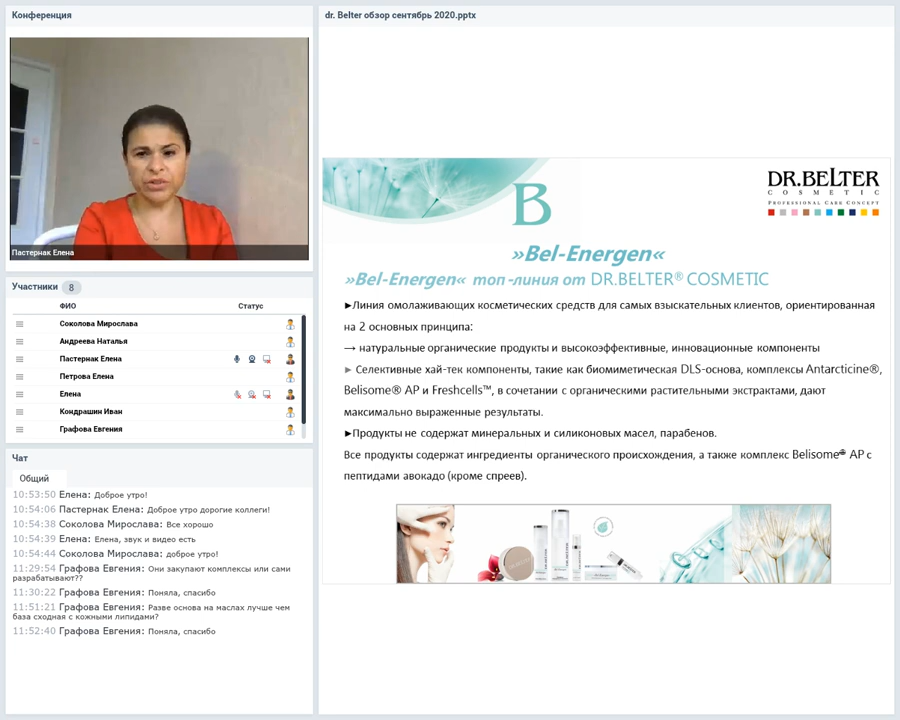 Конференция
Пастернак Елена
Участники 8
ФИО Статус
Соколова Мирослава
Андреева Наталья
Пастернак Елена
Петрова Елена
Елена
Кондрашин Иван
Графова Евгения
Чат
Общий
10:53:50 Елена: Доброе утро!
10:54:06 Пастернак Елена: Доброе утро дорогие коллеги!
10:54:38 Соколова Мирослава: Все хорошо
10:54:39 Елена: Елена, звук и видео есть
10:54:44 Соколова Мирослава: доброе утро!
11:29:54 Графова Евгения: Они закупают комплексы или сами
разрабатывают??
11:30:22 Графова Евгения: Поняла, спасибо
11:51:21 Графова Евгения: Разве основа на маслах лучше чем
база сходная с кожными липидами?
11:52:40 Графова Евгения: Поняла, спасибо
dr. Belter обзор сентябрь 2020.pptx
B
DR.BELTER
COSMETIC
PROFESSIONAL CARE CONCEPT
»Bel-Energen«
»Bel-Energen« топ-линия от DR.BELTER® COSMETIC
►Линия омолаживающих косметических средств для самых взыскательных клиентов, ориентированная
на 2 основных принципа:
→ натуральные органические продукты и высокоэффективные, инновационные компоненты
► Селективные хай-тек компоненты, такие как биомиметическая DLS-основа, комплексы Antarcticine®,
Belisome® AP и Freshcells™, в сочетании с органическими растительными экстрактами, дают
максимально выраженные результаты.
►Продукты не содержат минеральных и силиконовых масел, парабенов.
Все продукты содержат ингредиенты органического происхождения, а также комплекс Belisome® AP с
пептидами авокадо (кроме спреев).